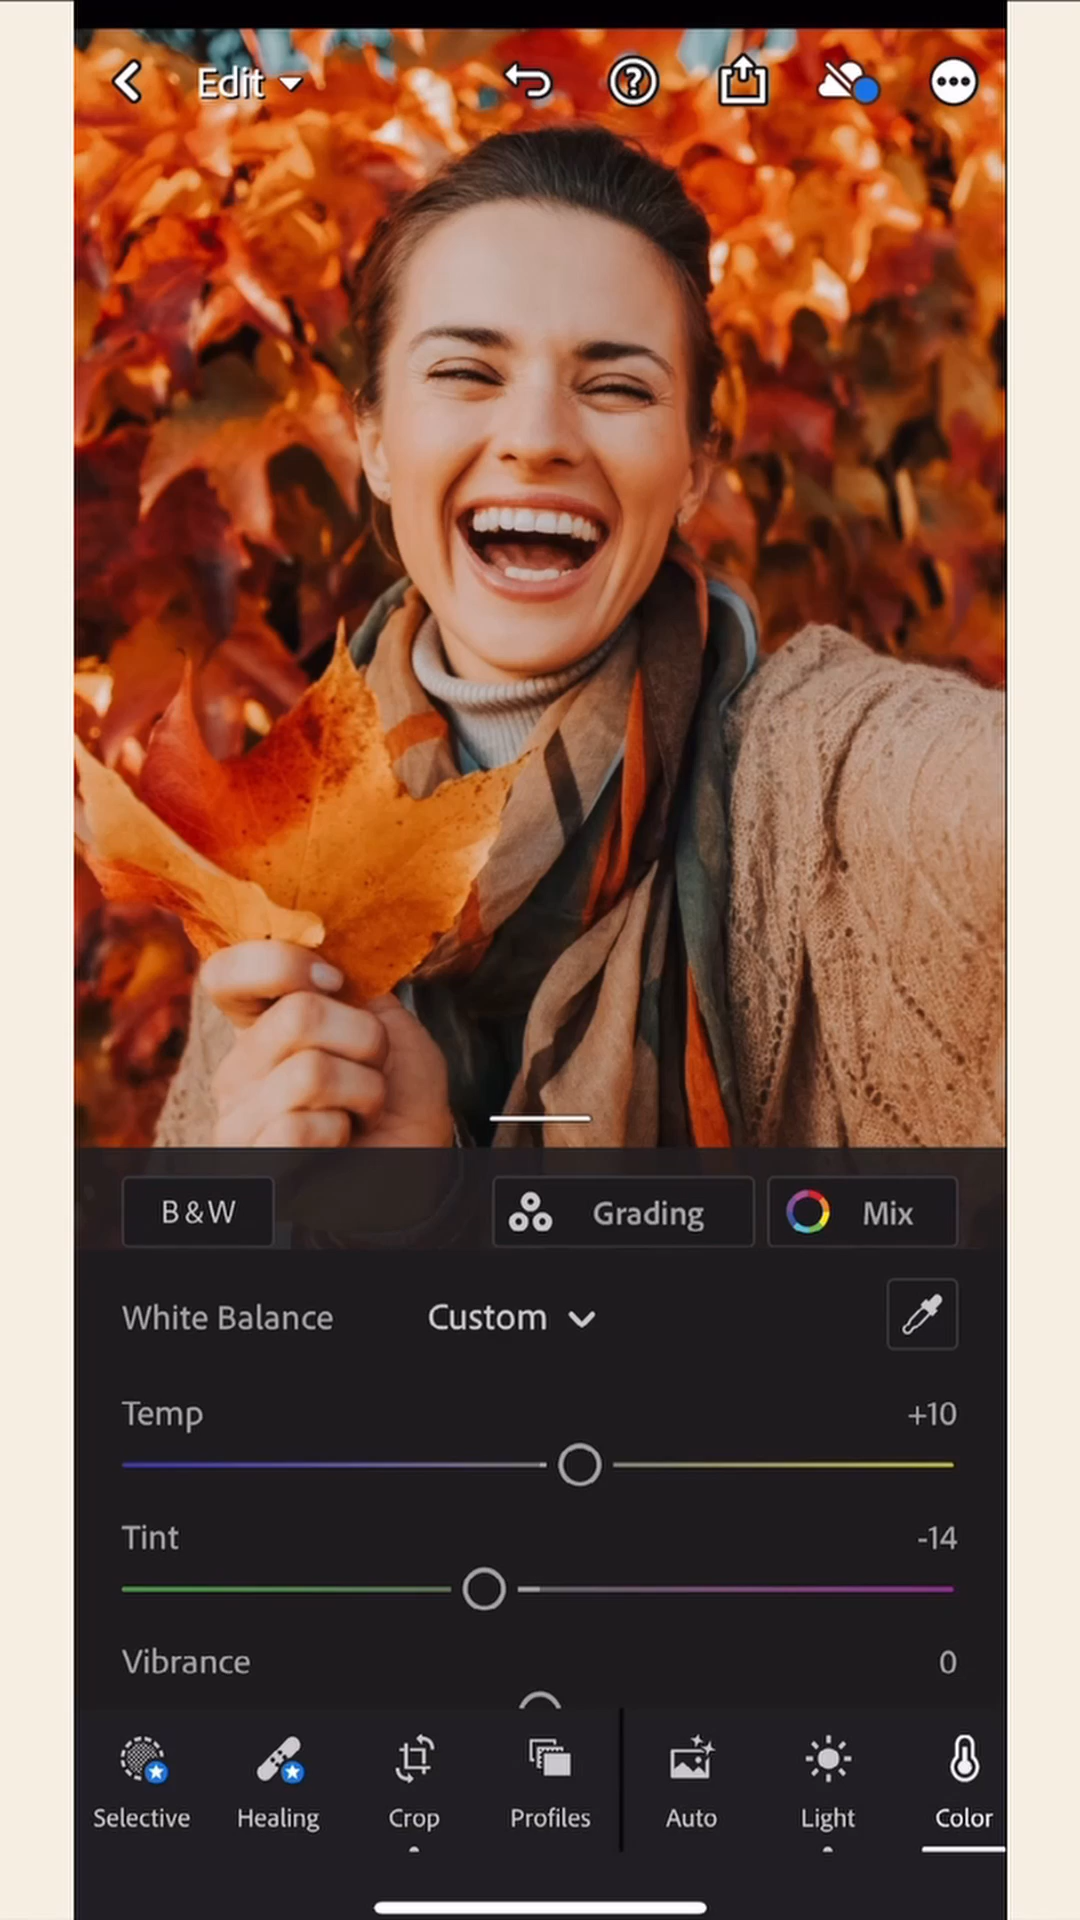 Edit
B&W
Grading
Mix
White Balance
Custom
Temp
+10
Tint
-14
Vibrance
0
Selective
Healing
Crop
Profiles
Auto
Light
Color